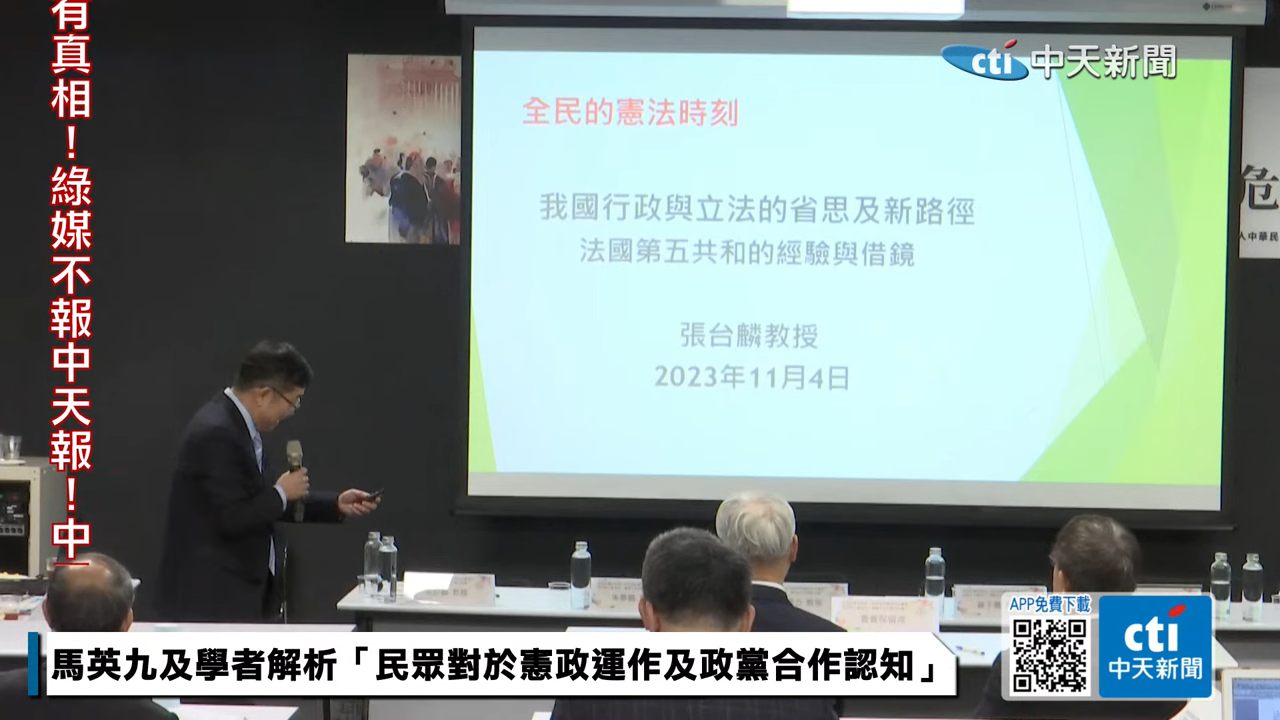 有真相！綠媒不報中天報！中
cti 中天新聞
全民的憲法時刻
我國行政與立法的省思及新路徑
法國第五共和的經驗與借鏡
張台麟教授
2023年11月4日
危
人中華民
APP免費下載
cti
中天新聞
馬英九及學者解析「民眾對於憲政運作及政黨合作認知」